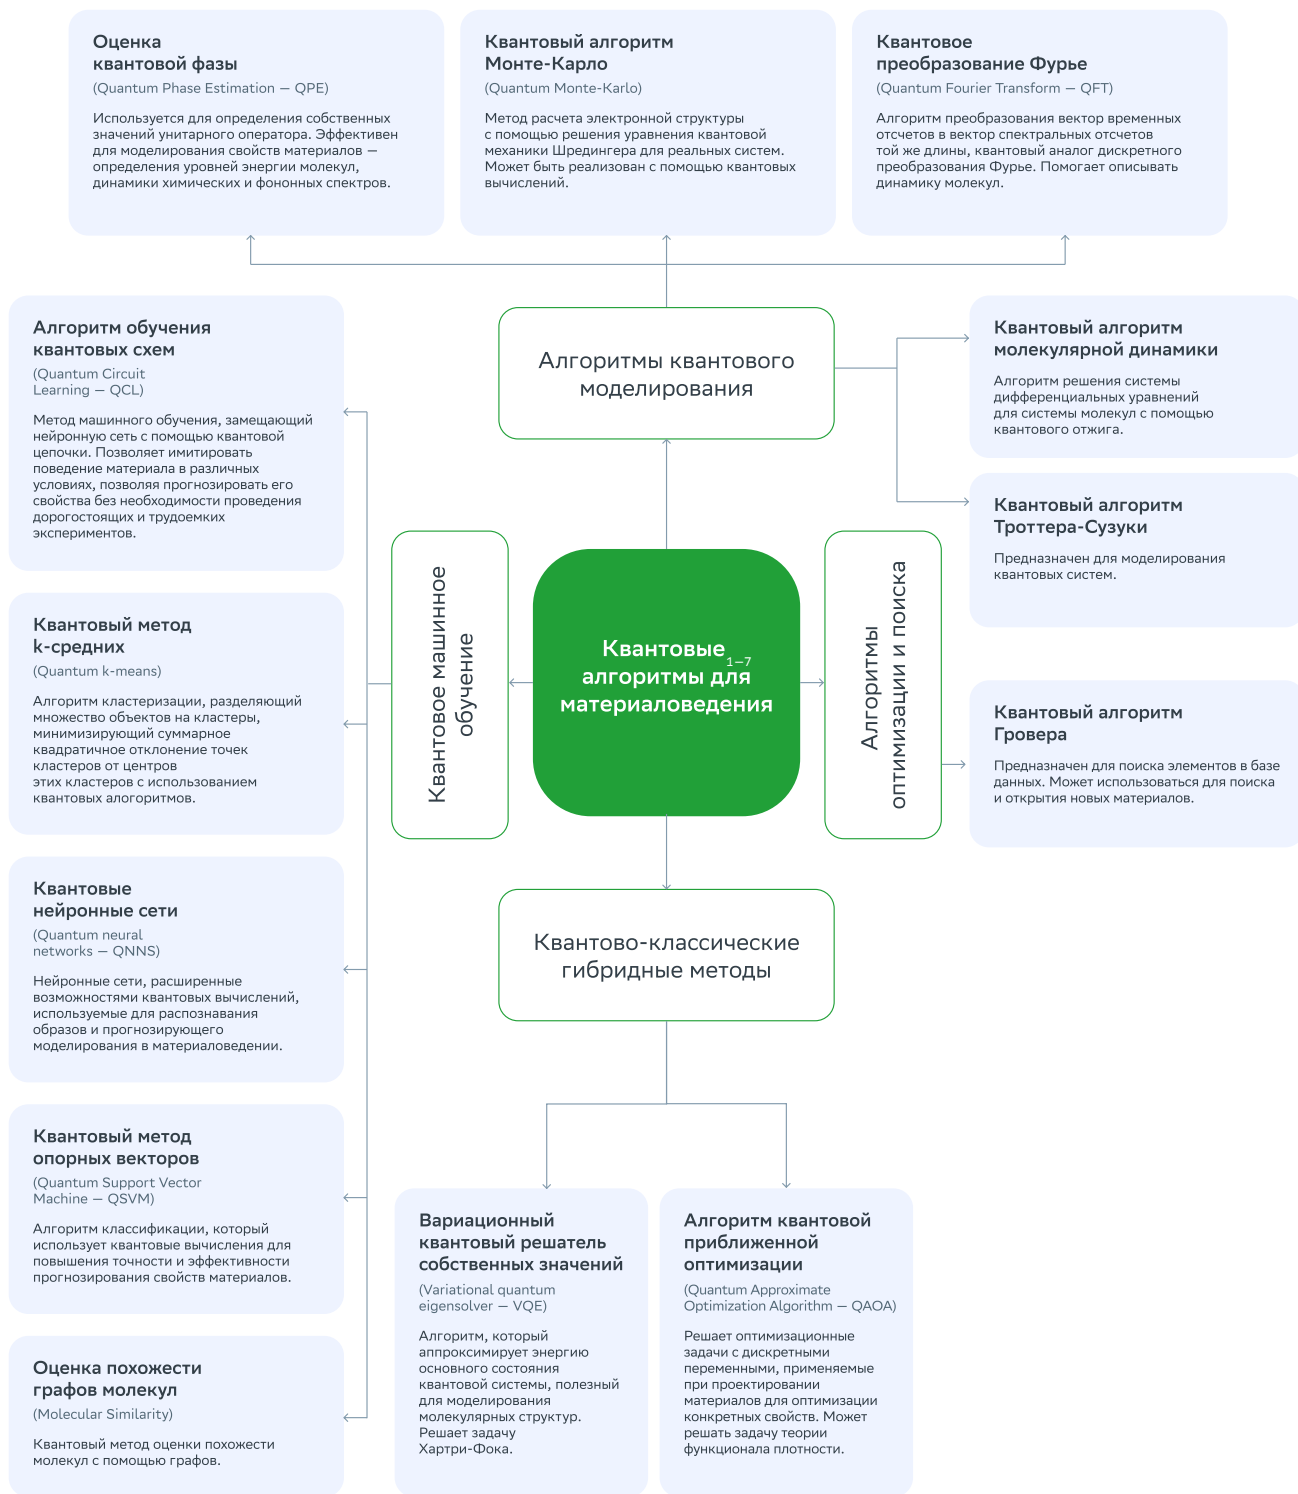 Оценка
квантовой фазы
(Quantum Phase Estimation — QPE)
Используется для определения собственных
значений унитарного оператора. Эффективен
для моделирования свойств материалов —
определения уровней энергии молекул,
динамики химических и фононных спектров.
Квантовый алгоритм
Монте-Карло
(Quantum Monte-Karlo)
Метод расчета электронной структуры
с помощью решения уравнения квантовой
механики Шредингера для реальных систем.
Может быть реализован с помощью квантовых
вычислений.
Квантовое
преобразование Фурье
(Quantum Fourier Transform — QFT)
Алгоритм преобразования вектор временных
отсчетов в вектор спектральных отсчетов
той же длины, квантовый аналог дискретного
преобразования Фурье. Помогает описывать
динамику молекул.
Алгоритмы квантового
моделирования
Квантовый алгоритм
молекулярной динамики
Алгоритм решения системы
дифференциальных уравнений
для системы молекул с помощью
квантового отжига.
Квантовый алгоритм
Троттера-Сузуки
Предназначен для моделирования
квантовых систем.
Алгоритм обучения
квантовых схем
(Quantum Circuit
Learning — QCL)
Метод машинного обучения, замещающий
нейронную сеть с помощью квантовой
цепочки. Позволяет имитировать
поведение материала в различных
условиях, позволяя прогнозировать его
свойства без необходимости проведения
дорогостоящих и трудоемких
экспериментов.
Квантовый метод
k-средних
(Quantum k-means)
Алгоритм кластеризации, разделяющий
множество объектов на кластеры,
минимизирующий суммарное
квадратичное отклонение точек
кластеров от центров
этих кластеров с использованием
квантовых алогоритмов.
Квантовое машинное
обучение
Квантовые
алгоритмы для
материаловедения
1—7
Алгоритмы
оптимизации и поиска
Квантовый алгоритм
Гровера
Предназначен для поиска элементов в базе
данных. Может использоваться для поиска
и открытия новых материалов.
Квантовые
нейронные сети
(Quantum neural
networks — QNNS)
Нейронные сети, расширенные
возможностями квантовых вычислений,
используемые для распознавания
образов и прогнозирующего
моделирования в материаловедении.
Квантовый метод
опорных векторов
(Quantum Support Vector
Machine — QSVM)
Алгоритм классификации, который
использует квантовые вычисления для
повышения точности и эффективности
прогнозирования свойств материалов.
Оценка похожести
графов молекул
(Molecular Similarity)
Квантовый метод оценки похожести
молекул с помощью графов.
Квантово-классические
гибридные методы
Вариационный
квантовый решатель
собственных значений
(Variational quantum
eigensolver — VQE)
Алгоритм, который
аппроксимирует энергию
основного состояния
квантовой системы, полезный
для моделирования
молекулярных структур.
Решает задачу
Хартри-Фока.
Алгоритм квантовой
приближенной
оптимизации
(Quantum Approximate
Optimization Algorithm — QAOA)
Решает оптимизационные
задачи с дискретными
переменными, применяемые
при проектировании
материалов для оптимизации
конкретных свойств. Может
решать задачу теории
функционала плотности.